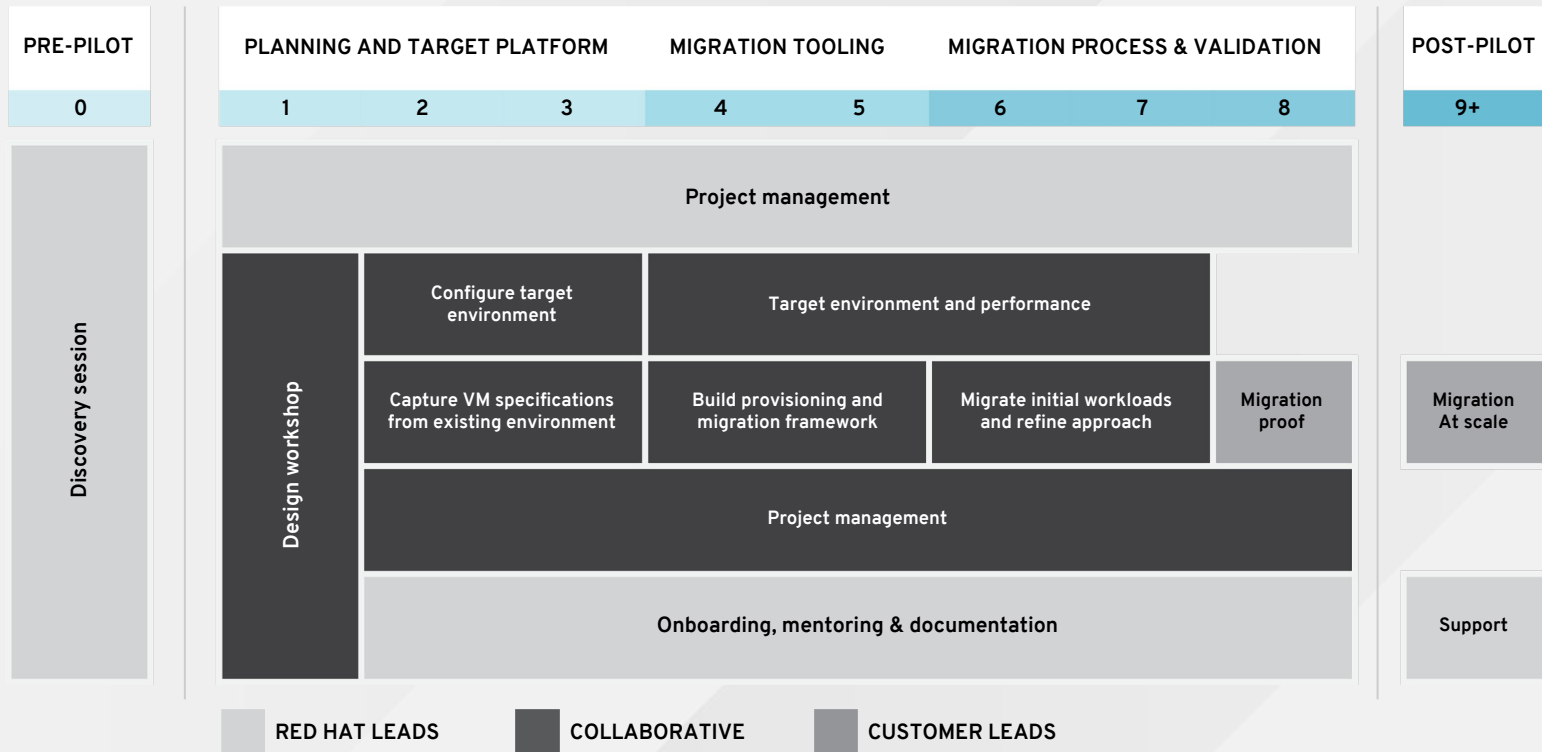 PRE-PILOT
PLANNING AND TARGET PLATFORM
MIGRATION TOOLING
MIGRATION PROCESS & VALIDATION
POST-PILOT
0
1
2
3
4
5
6
7
8
9+
Discovery session
Project management
Design workshop
Configure target
environment
Target environment and performance
Capture VM specifications
from existing environment
Build provisioning and
migration framework
Migrate initial workloads
and refine approach
Migration
proof
Migration
At scale
Project management
Onboarding, mentoring & documentation
Support
RED HAT LEADS
COLLABORATIVE
CUSTOMER LEADS